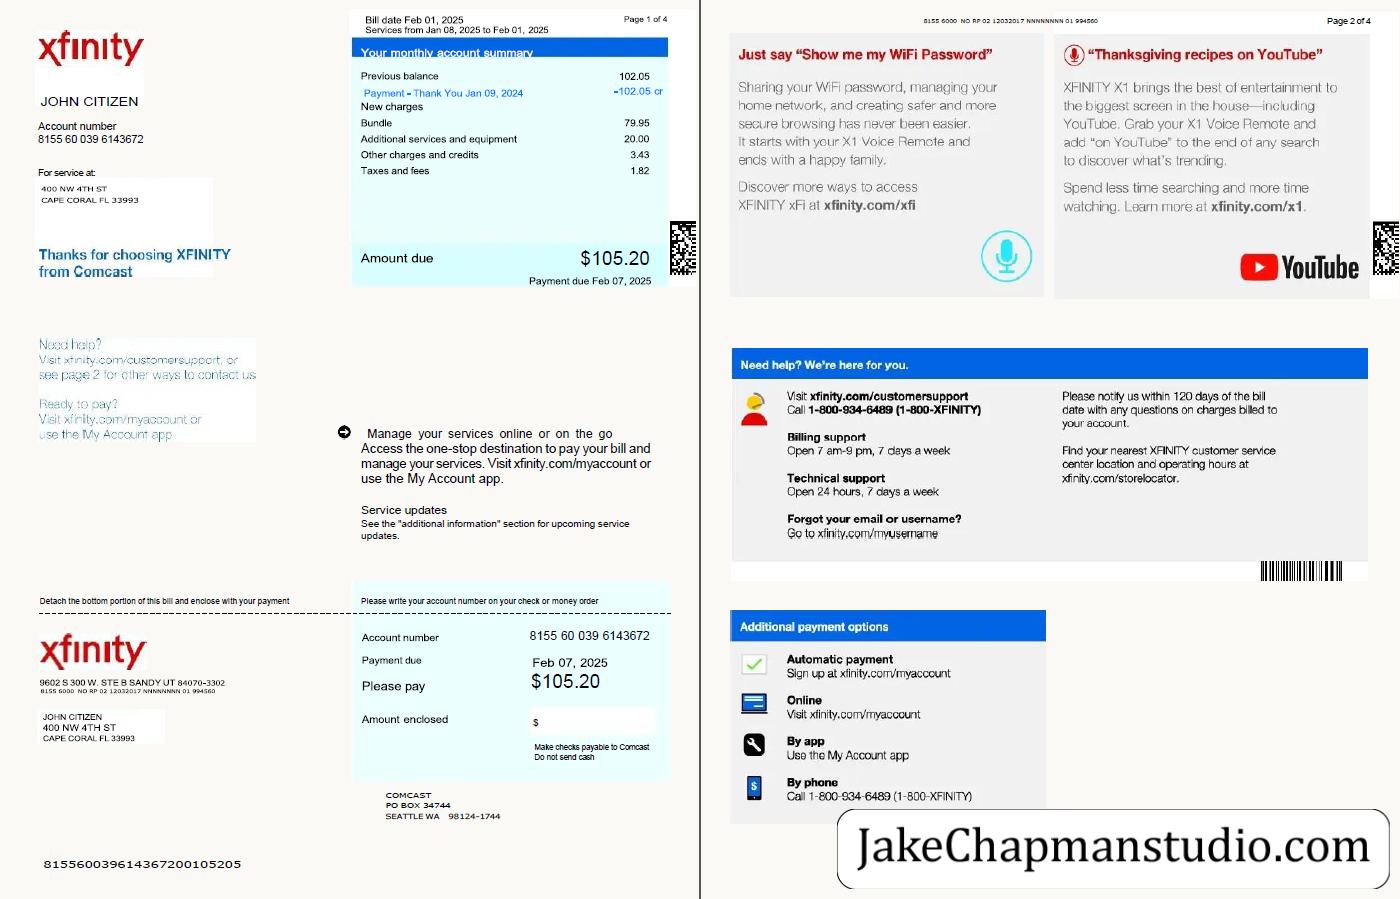 xfinity
JOHN CITIZEN
Account number
8155 60 039 6143672
For service at:
400 NW 4TH ST
CAPE CORAL FL 33993
Thanks for choosing XFINITY
from Comcast
Bill date Feb 01, 2025
Page 1 of 4
Services from Jan 08, 2025 to Feb 01, 2025
Your monthly account summary
Previous balance 102.05
Payment - Thank You Jan 09, 2024 -102.05 cr
New charges
Bundle 79.95
Additional services and equipment 20.00
Other charges and credits 3.43
Taxes and fees 1.82
Amount due $105.20
Payment due Feb 07, 2025
Need help?
Visit xfinity.com/customersupport, or
see page 2 for other ways to contact us
Ready to pay?
Visit xfinity.com/myaccount or
use the My Account app
Manage your services online or on the go
Access the one-stop destination to pay your bill and
manage your services. Visit xfinity.com/myaccount or
use the My Account app.
Service updates
See the "additional information" section for upcoming service
updates.
Detach the bottom portion of this bill and enclose with your payment
Please write your account number on your check or money order
xfinity
9602 S 300 W. STE B SANDY UT 84070-3302
8155 6000 NO RP 02 12032017 NNNNNNNN 01 994560
JOHN CITIZEN
400 NW 4TH ST
CAPE CORAL FL 33993
Account number 8155 60 039 6143672
Payment due Feb 07, 2025
Please pay $105.20
Amount enclosed $
Make checks payable to Comcast
Do not send cash
COMCAST
PO BOX 34744
SEATTLE WA 98124-1744
815560039614367200105205
8155 6000 NO RP 02 12032017 NNNNNNNN 01 994560
Page 2 of 4
Just say “Show me my WiFi Password”
Sharing your WiFi password, managing your
home network, and creating safer and more
secure browsing has never been easier.
It starts with your X1 Voice Remote and
ends with a happy family.
Discover more ways to access
XFINITY xFi at xfinity.com/xfi
“Thanksgiving recipes on YouTube”
XFINITY X1 brings the best of entertainment to
the biggest screen in the house—including
YouTube. Grab your X1 Voice Remote and
add “on YouTube” to the end of any search
to discover what’s trending.
Spend less time searching and more time
watching. Learn more at xfinity.com/x1.
YouTube
Need help? We're here for you.
Visit xfinity.com/customersupport
Call 1-800-934-6489 (1-800-XFINITY)
Billing support
Open 7 am-9 pm, 7 days a week
Technical support
Open 24 hours, 7 days a week
Forgot your email or username?
Go to xfinity.com/myusername
Please notify us within 120 days of the bill
date with any questions on charges billed to
your account.
Find your nearest XFINITY customer service
center location and operating hours at
xfinity.com/storelocator.
Additional payment options
Automatic payment
Sign up at xfinity.com/myaccount
Online
Visit xfinity.com/myaccount
By app
Use the My Account app
By phone
Call 1-800-934-6489 (1-800-XFINITY)
JakeChapmanstudio.com